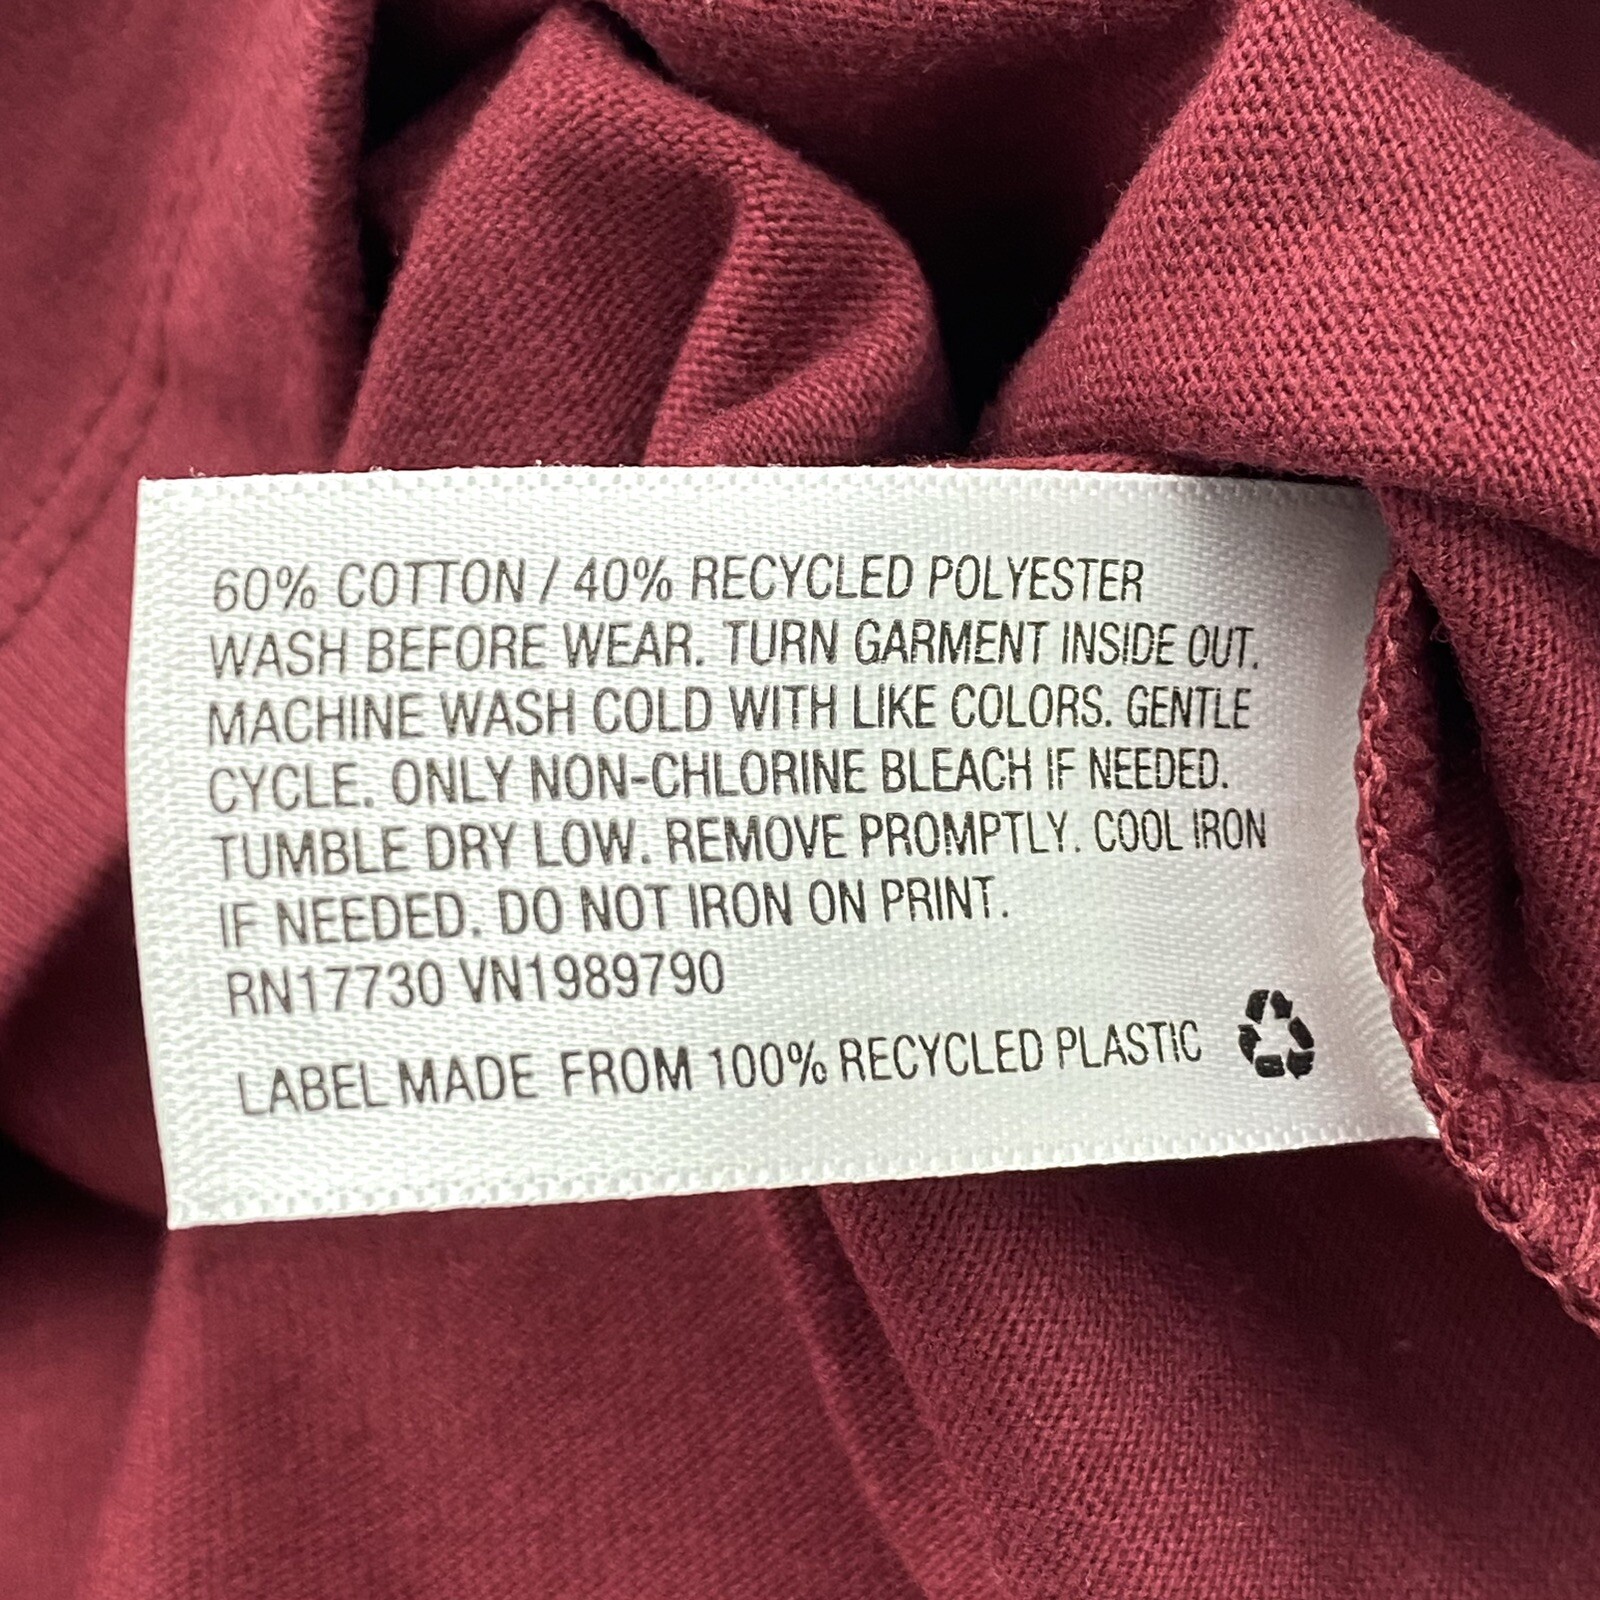 60% COTTON / 40% RECYCLED POLYESTER
WASH BEFORE WEAR. TURN GARMENT INSIDE OUT.
MACHINE WASH COLD WITH LIKE COLORS. GENTLE
CYCLE. ONLY NON-CHLORINE BLEACH IF NEEDED.
TUMBLE DRY LOW. REMOVE PROMPTLY. COOL IRON
IF NEEDED. DO NOT IRON ON PRINT.
RN17730 VN1989790
LABEL MADE FROM 100% RECYCLED PLASTIC